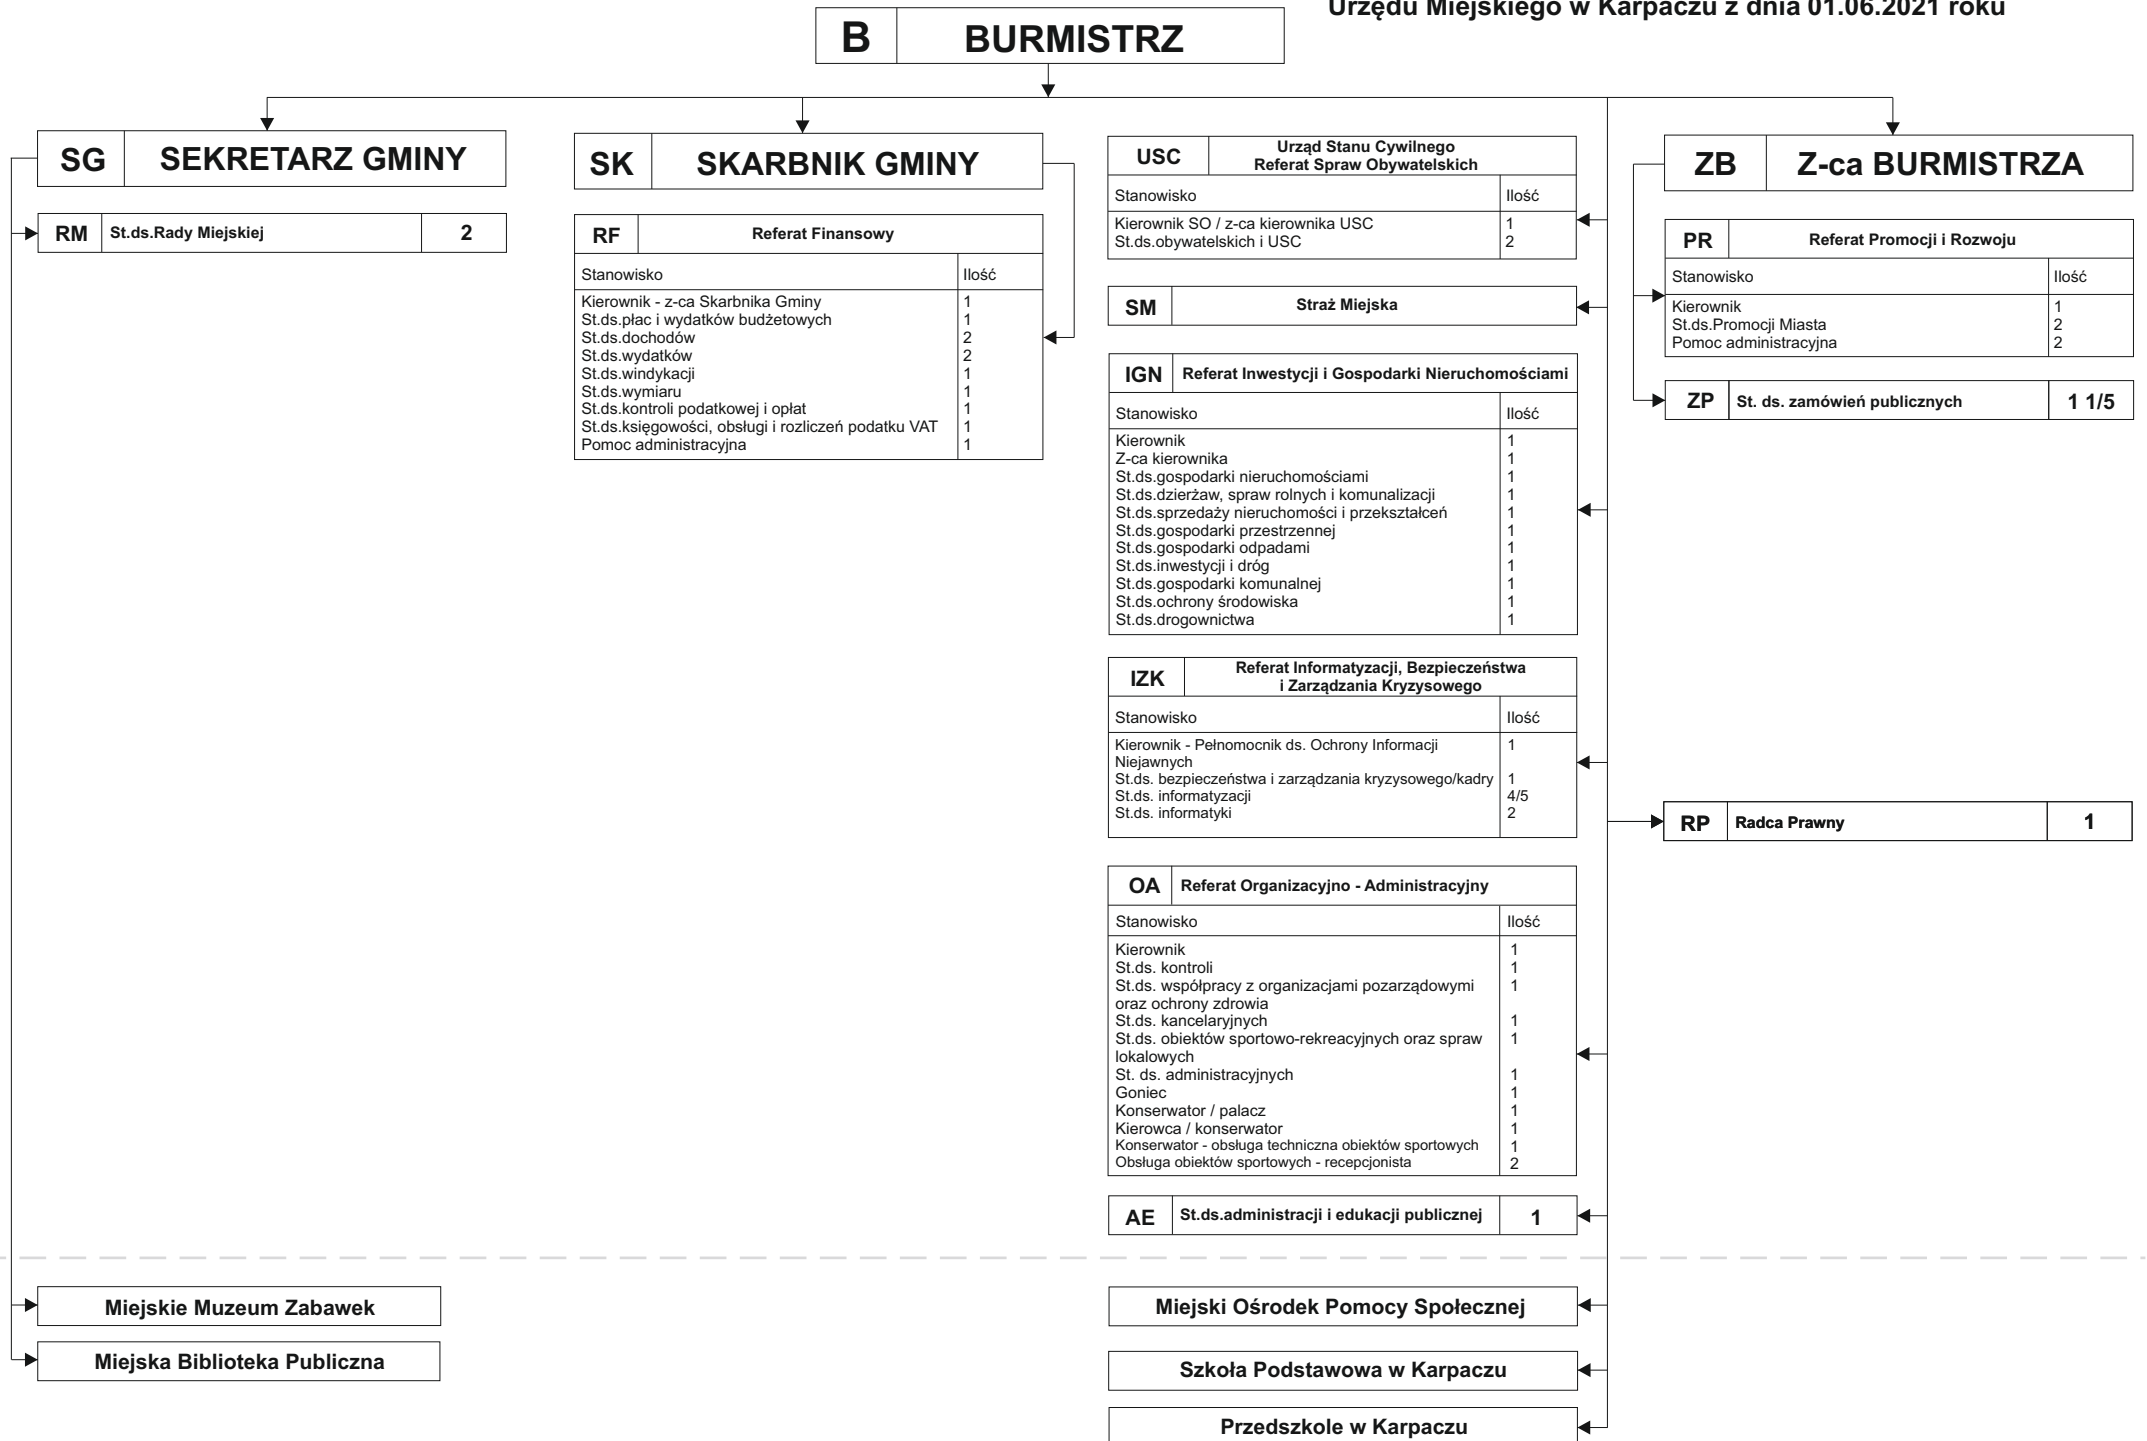 Urzędu Miejskiego w Karpaczu z dnia 01.06.2021 roku
B BURMISTRZ
SG SEKRETARZ GMINY
RM St.ds.Rady Miejskiej 2
SK SKARBNIK GMINY
RF Referat Finansowy
Stanowisko Ilość
Kierownik - z-ca Skarbnika Gminy 1
St.ds.płac i wydatków budżetowych 1
St.ds.dochodów 2
St.ds.wydatków 2
St.ds.windykacji 1
St.ds.wymiaru 1
St.ds.kontroli podatkowej i opłat 1
St.ds.księgowości, obsługi i rozliczeń podatku VAT 1
Pomoc administracyjna 1
USC Urząd Stanu Cywilnego
Referat Spraw Obywatelskich
Stanowisko Ilość
Kierownik SO / z-ca kierownika USC 1
St.ds.obywatelskich i USC 2
SM Straż Miejska
IGN Referat Inwestycji i Gospodarki Nieruchomościami
Stanowisko Ilość
Kierownik 1
Z-ca kierownika 1
St.ds.gospodarki nieruchomościami 1
St.ds.dzierżaw, spraw rolnych i komunalizacji 1
St.ds.sprzedaży nieruchomości i przekształceń 1
St.ds.gospodarki przestrzennej 1
St.ds.gospodarki odpadami 1
St.ds.inwestycji i dróg 1
St.ds.gospodarki komunalnej 1
St.ds.ochrony środowiska 1
St.ds.drogownictwa 1
IZK Referat Informatyzacji, Bezpieczeństwa
i Zarządzania Kryzysowego
Stanowisko Ilość
Kierownik - Pełnomocnik ds. Ochrony Informacji 1
Niejawnych
St.ds. bezpieczeństwa i zarządzania kryzysowego/kadry 1
St.ds. informatyzacji 4/5
St.ds. informatyki 2
OA Referat Organizacyjno - Administracyjny
Stanowisko Ilość
Kierownik 1
St.ds. kontroli 1
St.ds. współpracy z organizacjami pozarządowymi 1
oraz ochrony zdrowia
St.ds. kancelaryjnych 1
St.ds. obiektów sportowo-rekreacyjnych oraz spraw 1
lokalowych
St. ds. administracyjnych 1
Goniec 1
Konserwator / palacz 1
Kierowca / konserwator 1
Konserwator - obsługa techniczna obiektów sportowych 1
Obsługa obiektów sportowych - recepcjonista 2
AE St.ds.administracji i edukacji publicznej 1
ZB Z-ca BURMISTRZA
PR Referat Promocji i Rozwoju
Stanowisko Ilość
Kierownik 1
St.ds.Promocji Miasta 2
Pomoc administracyjna 2
ZP St. ds. zamówień publicznych 1 1/5
RP Radca Prawny 1
Miejskie Muzeum Zabawek
Miejska Biblioteka Publiczna
Miejski Ośrodek Pomocy Społecznej
Szkoła Podstawowa w Karpaczu
Przedszkole w Karpaczu